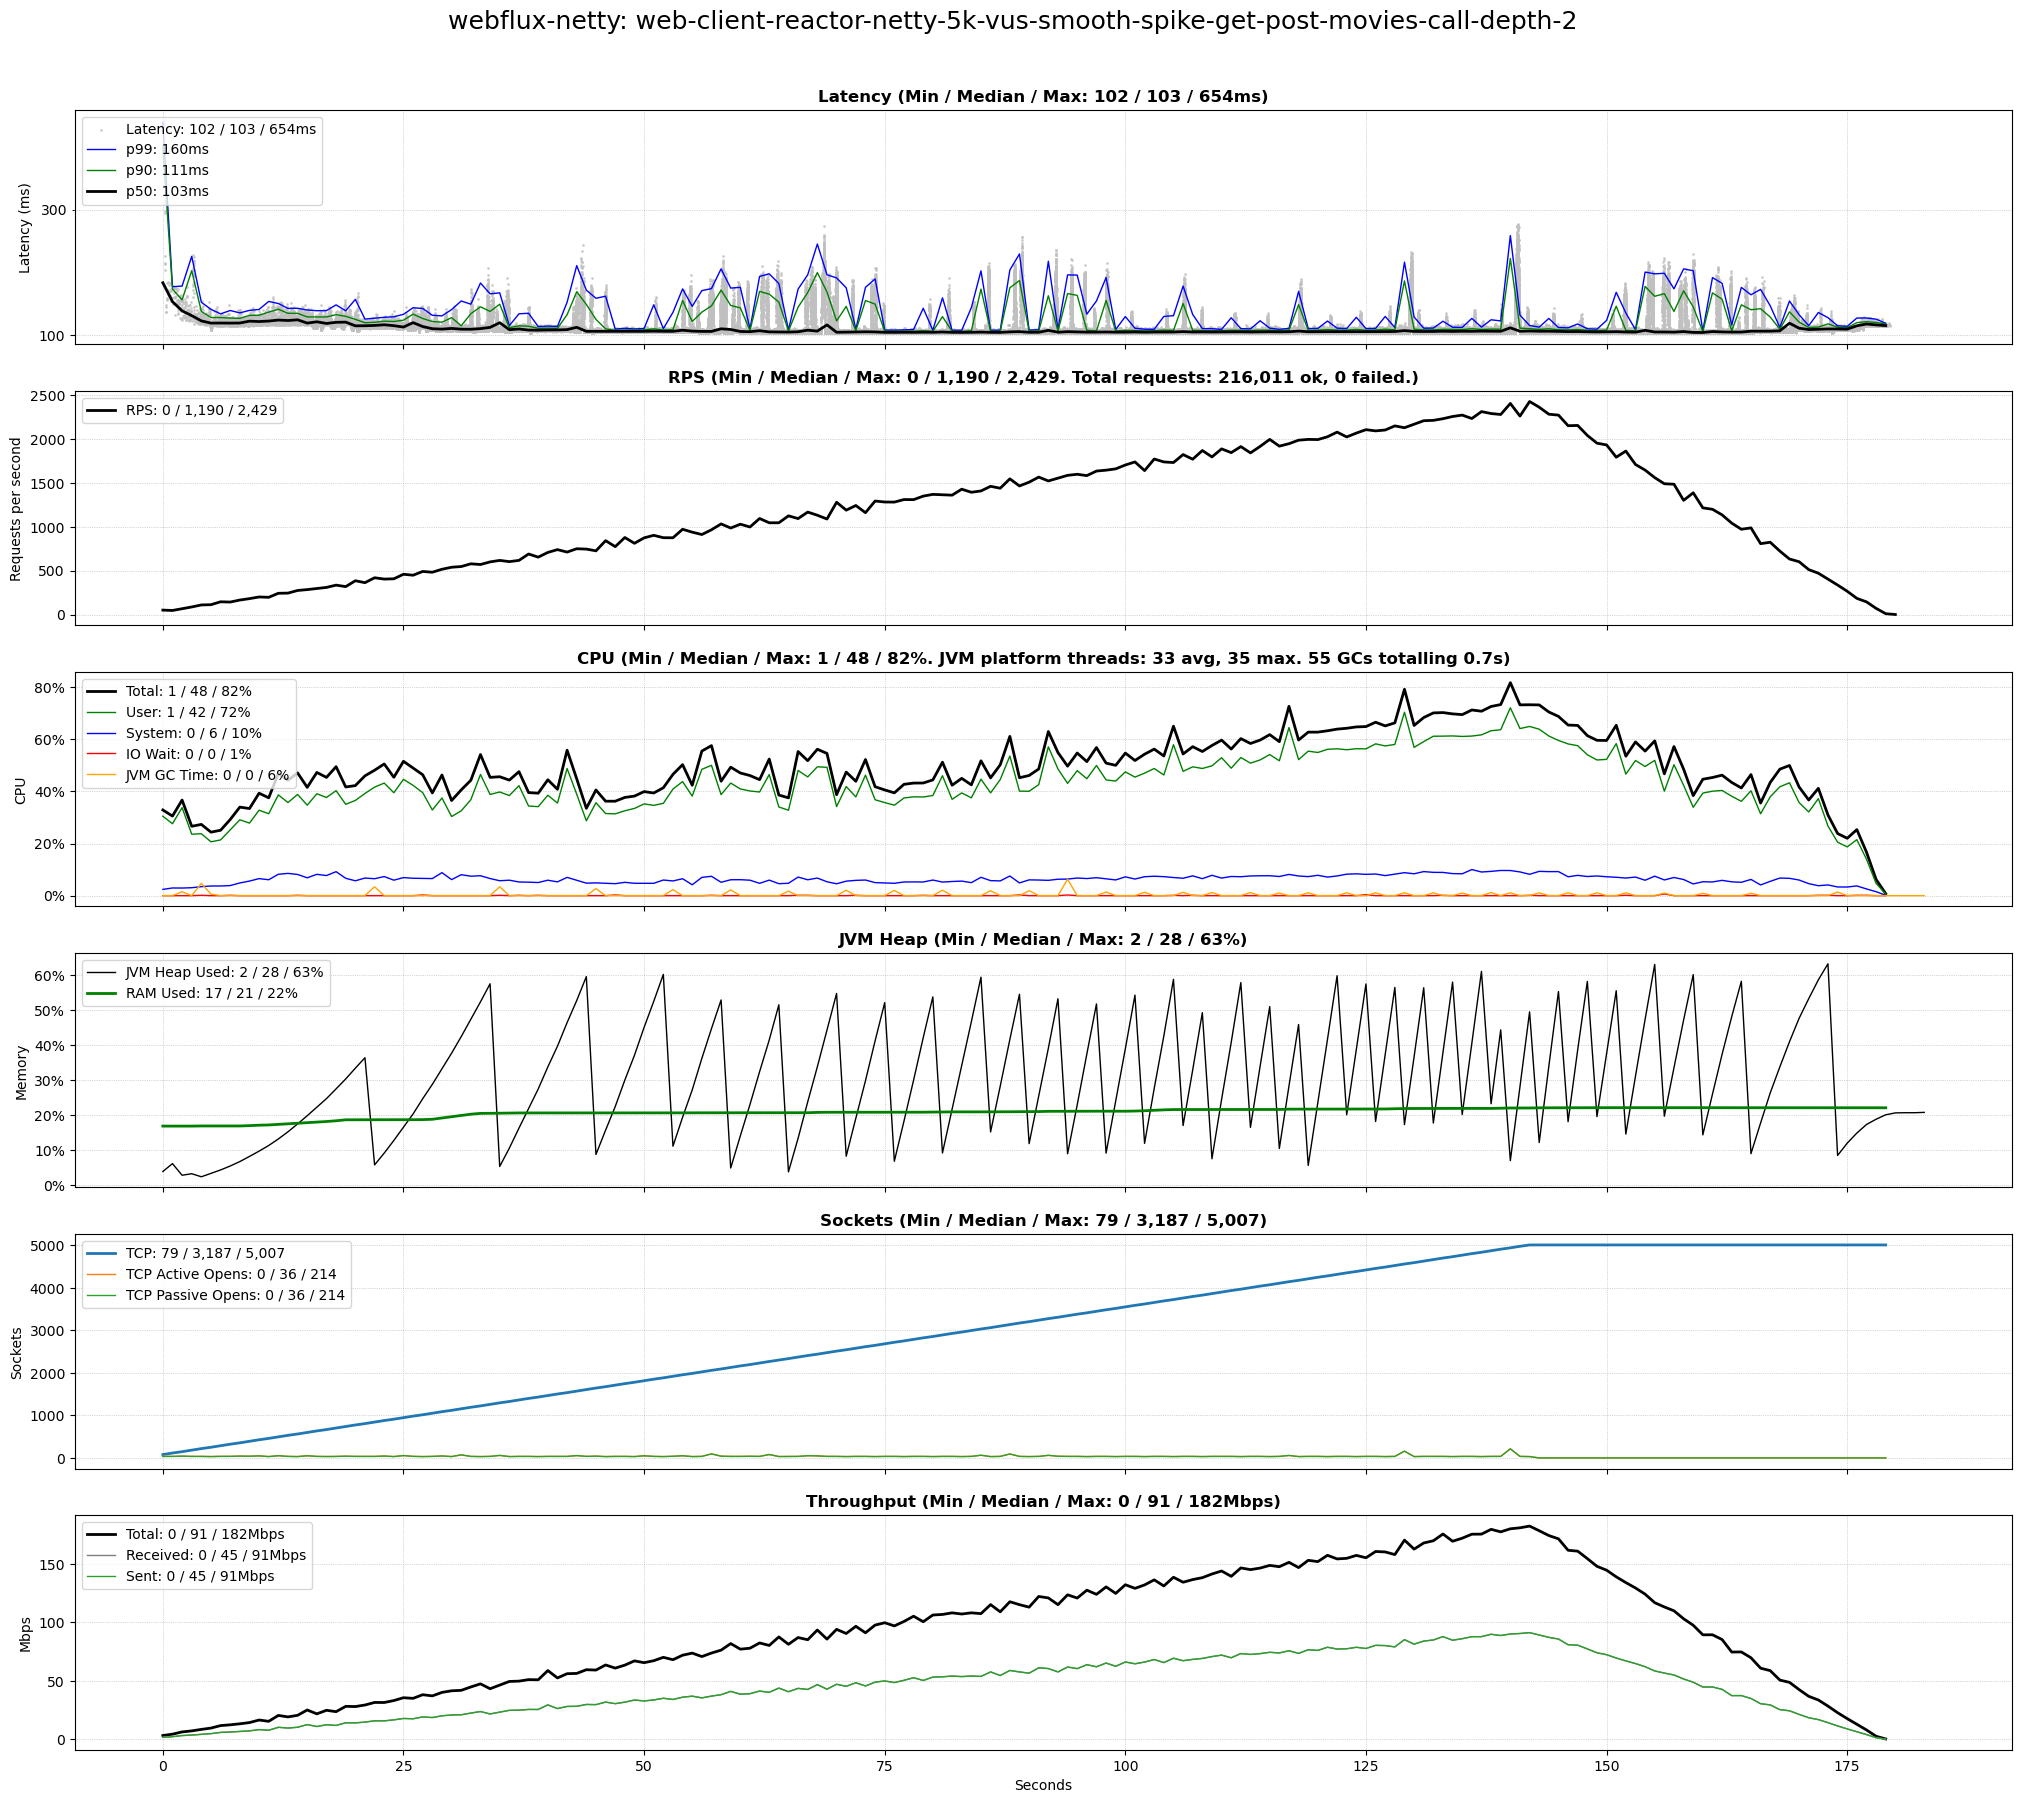 webflux-netty: web-client-reactor-netty-5k-vus-smooth-spike-get-post-movies-call-depth-2
Latency (Min / Median / Max: 102 / 103 / 654ms)
Latency: 102 / 103 / 654ms
p99: 160ms
p90: 111ms
p50: 103ms
Latency (ms)
300
100
RPS (Min / Median / Max: 0 / 1,190 / 2,429. Total requests: 216,011 ok, 0 failed.)
RPS: 0 / 1,190 / 2,429
Requests per second
2500
2000
1500
1000
500
0
CPU (Min / Median / Max: 1 / 48 / 82%. JVM platform threads: 33 avg, 35 max. 55 GCs totalling 0.7s)
Total: 1 / 48 / 82%
User: 1 / 42 / 72%
System: 0 / 6 / 10%
IO Wait: 0 / 0 / 1%
JVM GC Time: 0 / 0 / 6%
CPU
80%
60%
40%
20%
0%
JVM Heap (Min / Median / Max: 2 / 28 / 63%)
JVM Heap Used: 2 / 28 / 63%
RAM Used: 17 / 21 / 22%
Memory
60%
50%
40%
30%
20%
10%
0%
Sockets (Min / Median / Max: 79 / 3,187 / 5,007)
TCP: 79 / 3,187 / 5,007
TCP Active Opens: 0 / 36 / 214
TCP Passive Opens: 0 / 36 / 214
Sockets
5000
4000
3000
2000
1000
0
Throughput (Min / Median / Max: 0 / 91 / 182Mbps)
Total: 0 / 91 / 182Mbps
Received: 0 / 45 / 91Mbps
Sent: 0 / 45 / 91Mbps
Mbps
150
100
50
0
0 25 50 75 100 125 150 175
Seconds